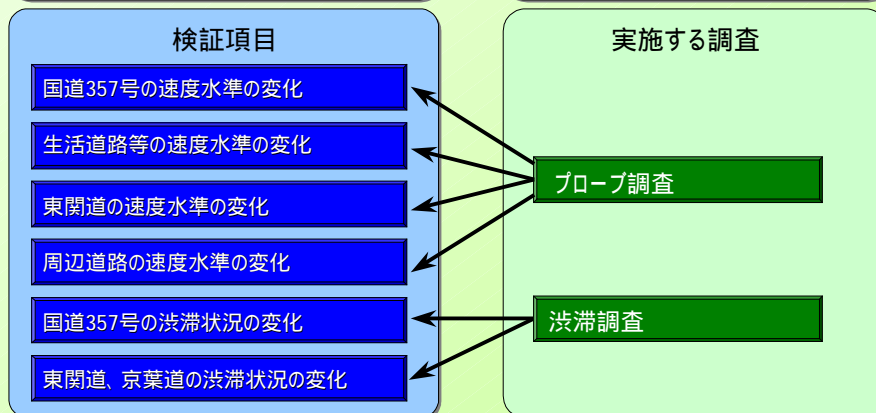 検証項目
国道357号の速度水準の変化
生活道路等の速度水準の変化
東関道の速度水準の変化
周辺道路の速度水準の変化
国道357号の渋滞状況の変化
東関道、京葉道の渋滞状況の変化
実施する調査
プローブ調査
渋滞調査